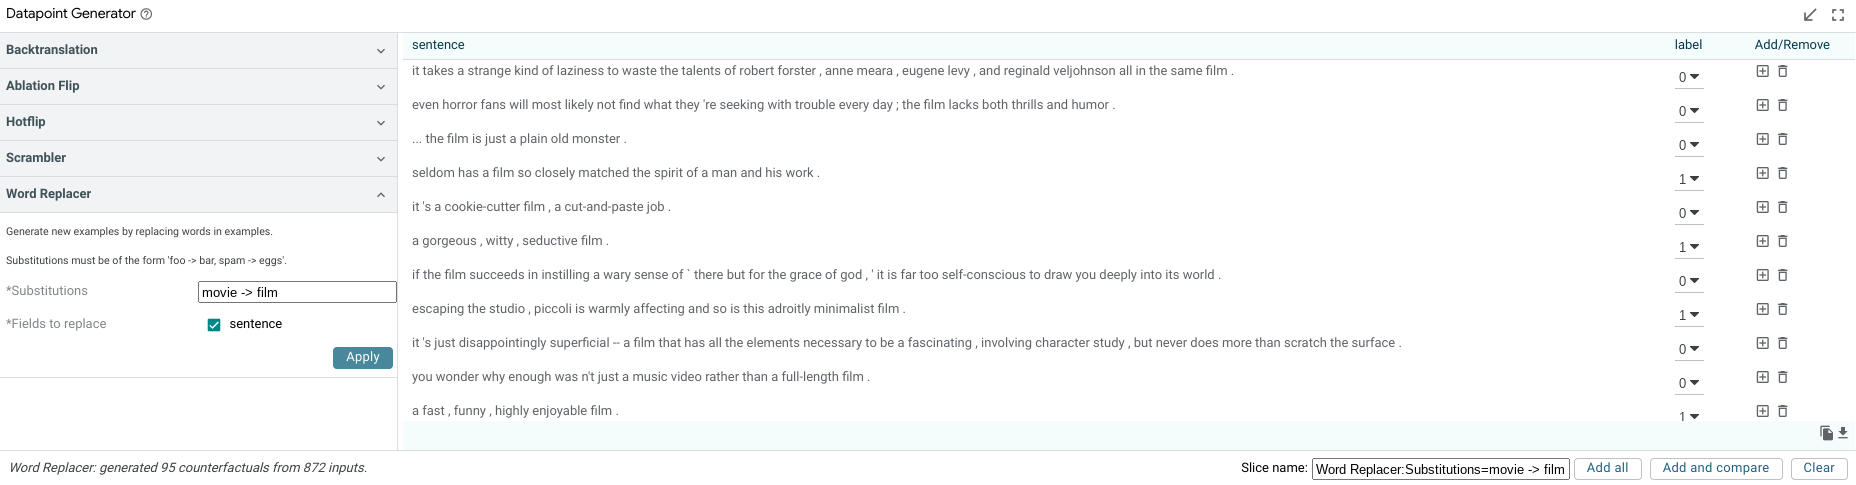 Datapoint Generator
Backtranslation
Ablation Flip
Hotflip
Scrambler
Word Replacer
Generate new examples by replacing words in examples.
Substitutions must be of the form 'foo -> bar, spam -> eggs'.
*Substitutions movie -> film
*Fields to replace sentence
Apply
sentence label Add/Remove
it takes a strange kind of laziness to waste the talents of robert forster , anne meara , eugene levy , and reginald veljohnson all in the same film . 0
even horror fans will most likely not find what they 're seeking with trouble every day ; the film lacks both thrills and humor . 0
... the film is just a plain old monster . 0
seldom has a film so closely matched the spirit of a man and his work . 1
it 's a cookie-cutter film , a cut-and-paste job . 0
a gorgeous , witty , seductive film . 1
if the film succeeds in instilling a wary sense of ` there but for the grace of god , ' it is far too self-conscious to draw you deeply into its world . 0
escaping the studio , piccoli is warmly affecting and so is this adroitly minimalist film . 1
it 's just disappointingly superficial -- a film that has all the elements necessary to be a fascinating , involving character study , but never does more than scratch the surface . 0
you wonder why enough was n't just a music video rather than a full-length film . 0
a fast , funny , highly enjoyable film . 1
Word Replacer: generated 95 counterfactuals from 872 inputs.
Slice name: Word Replacer:Substitutions=movie -> film Add all Add and compare Clear